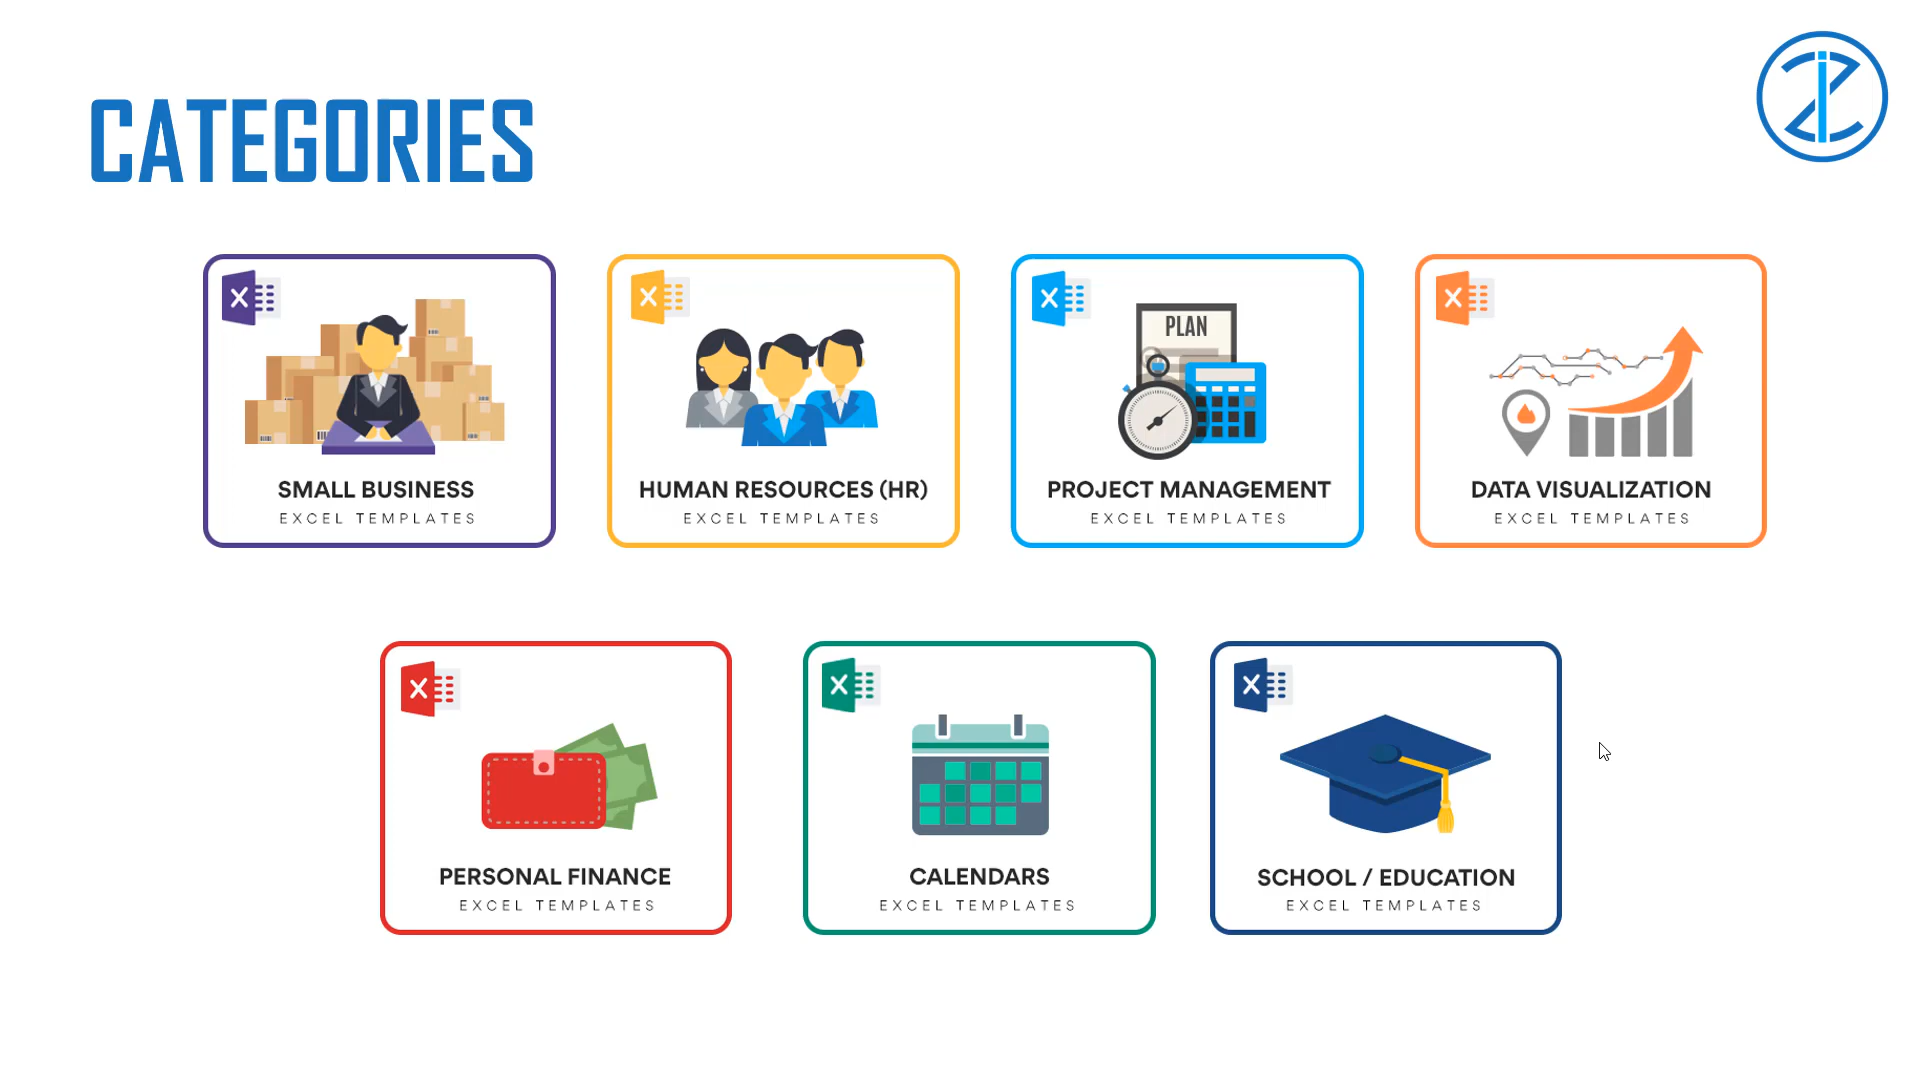 CATEGORIES
SMALL BUSINESS
EXCEL TEMPLATES
HUMAN RESOURCES (HR)
EXCEL TEMPLATES
PLAN
PROJECT MANAGEMENT
EXCEL TEMPLATES
DATA VISUALIZATION
EXCEL TEMPLATES
PERSONAL FINANCE
EXCEL TEMPLATES
CALENDARS
EXCEL TEMPLATES
SCHOOL / EDUCATION
EXCEL TEMPLATES